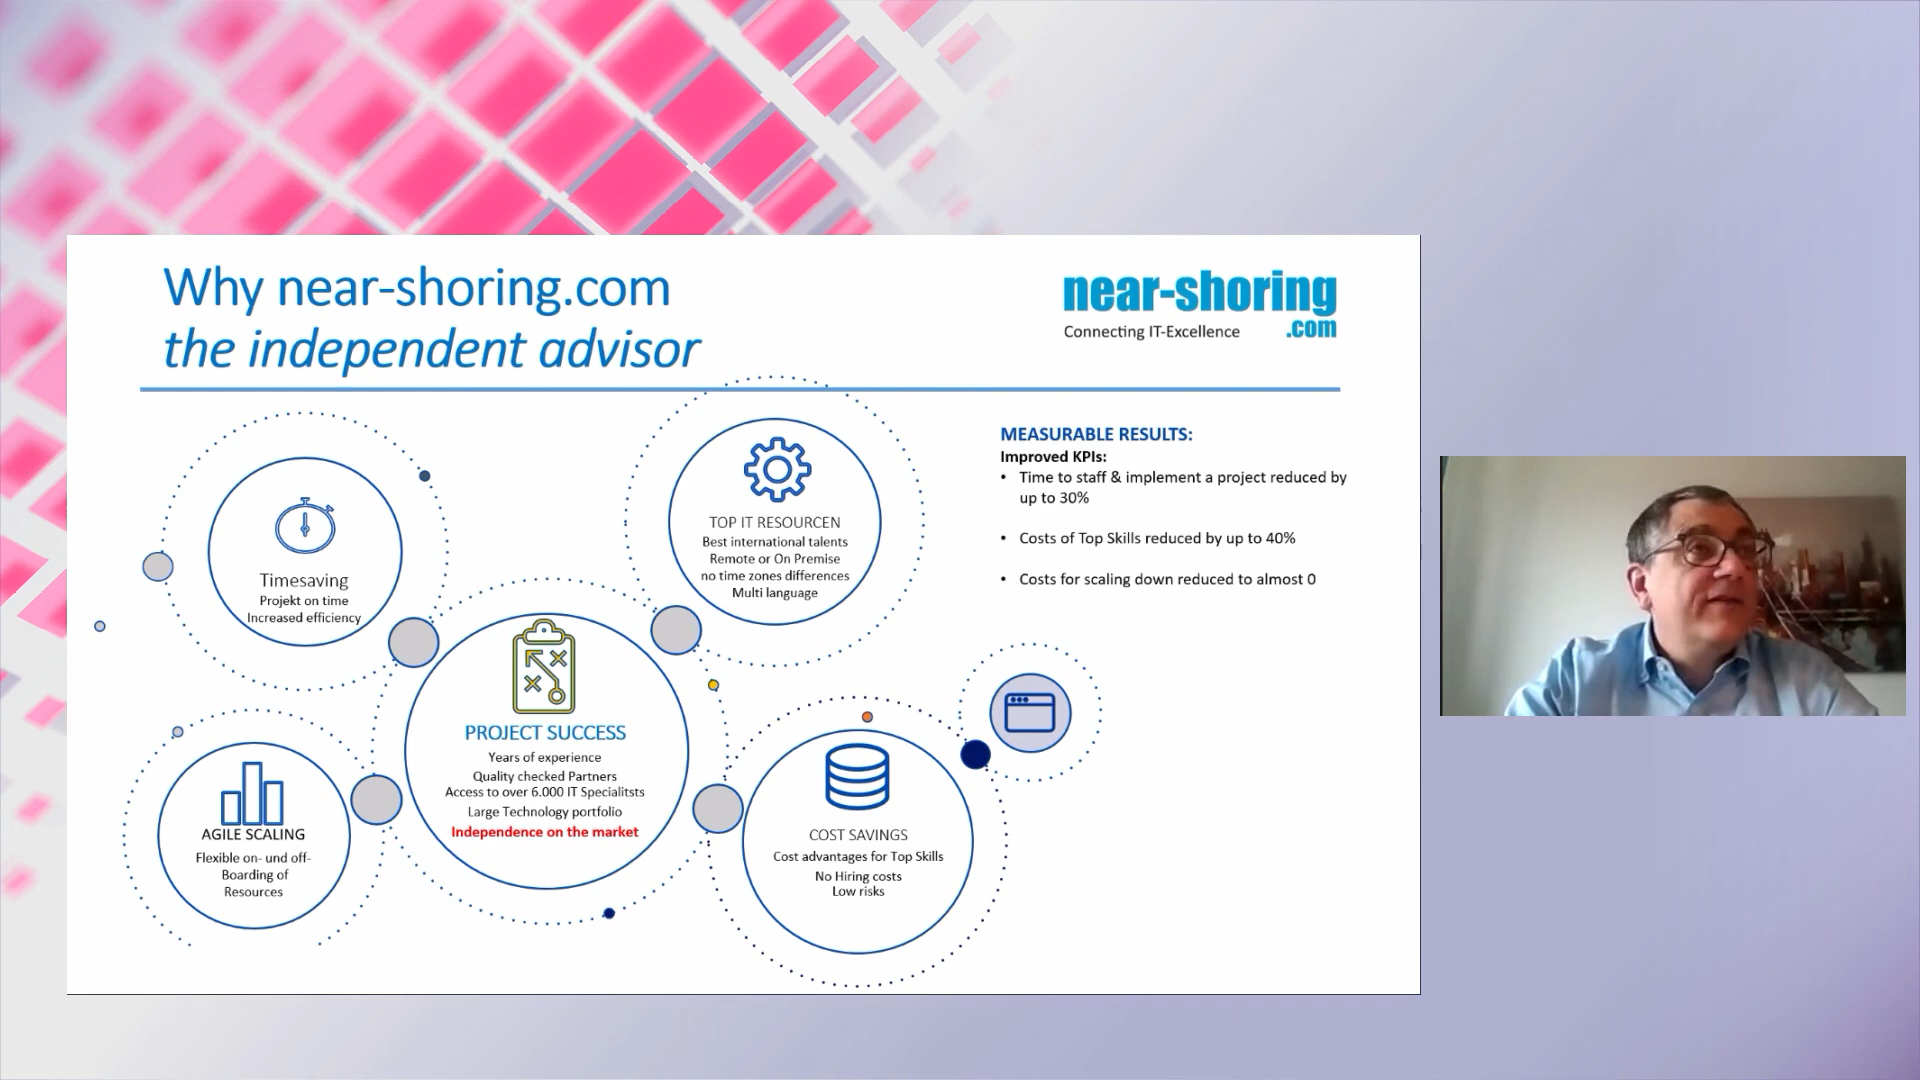 Why near-shoring.com
the independent advisor
near-shoring
.com
Connecting IT-Excellence
Timesaving
Projekt on time
Increased efficiency
TOP IT RESOURCEN
Best international talents
Remote or On Premise
no time zones differences
Multi language
MEASURABLE RESULTS:
Improved KPIs:
• Time to staff & implement a project reduced by
up to 30%
• Costs of Top Skills reduced by up to 40%
• Costs for scaling down reduced to almost 0
PROJECT SUCCESS
Years of experience
Quality checked Partners
Access to over 6.000 IT Specialitsts
Large Technology portfolio
Independence on the market
AGILE SCALING
Flexible on- und off-
Boarding of
Resources
COST SAVINGS
Cost advantages for Top Skills
No Hiring costs
Low risks